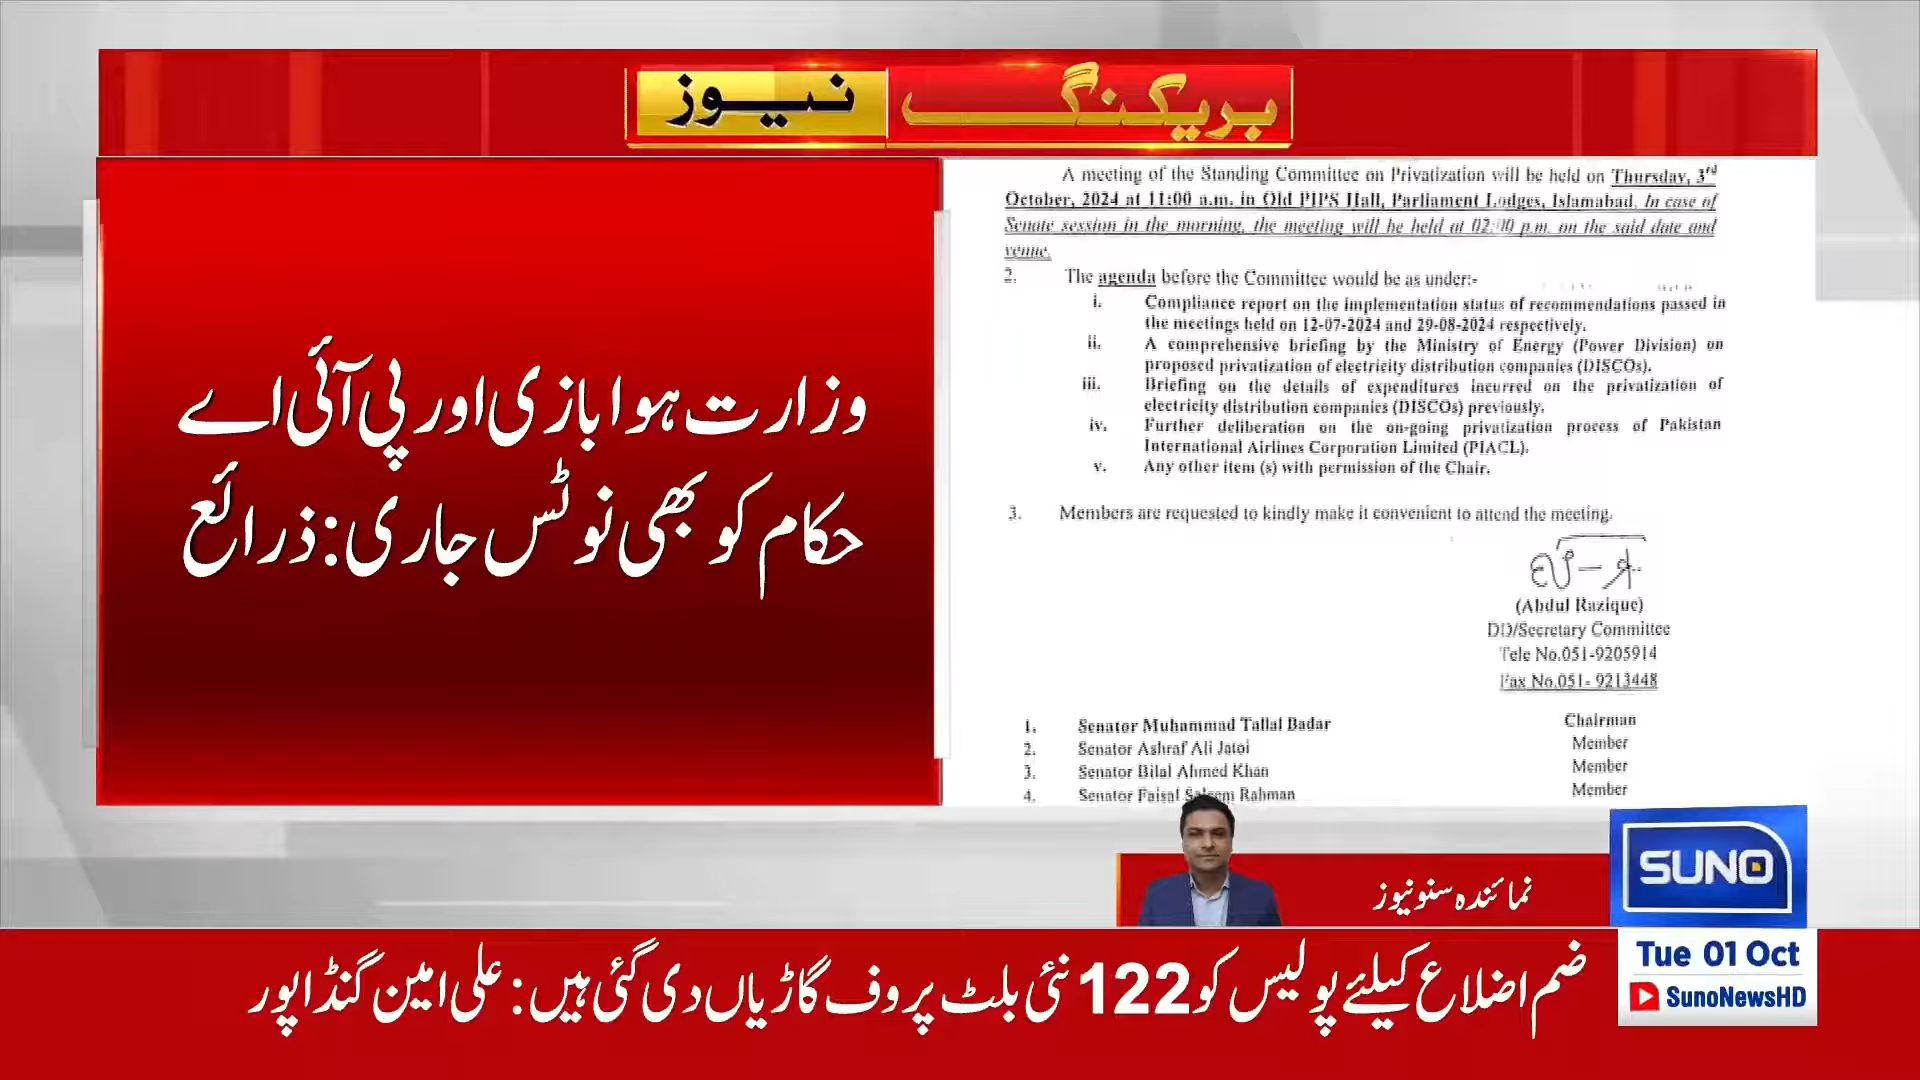 بریکنگ نیوز
وزارت ہوابازی اور پی آئی اے
حکام کو بھی نوٹس جاری: ذرائع
A meeting of the Standing Committee on Privatization will be held on Thursday, 3rd
October, 2024 at 11:00 a.m. in Old PIPS Hall, Parliament Lodges, Islamabad. In case of
Senate session in the morning, the meeting will be held at 02:00 p.m. on the said date and
venue.
2. The agenda before the Committee would be as under:-
i. Compliance report on the implementation status of recommendations passed in
the meetings held on 12-07-2024 and 29-08-2024 respectively.
ii. A comprehensive briefing by the Ministry of Energy (Power Division) on
proposed privatization of electricity distribution companies (DISCOs).
iii. Briefing on the details of expenditures incurred on the privatization of
electricity distribution companies (DISCOs) previously.
iv. Further deliberation on the on-going privatization process of Pakistan
International Airlines Corporation Limited (PIACL).
v. Any other item (s) with permission of the Chair.
3. Members are requested to kindly make it convenient to attend the meeting.
(Abdul Razique)
DD/Secretary Committee
Tele No.051-9205914
Fax No.051- 9213448
1. Senator Muhammad Tallal Badar Chairman
2. Senator Ashraf Ali Jatoi Member
3. Senator Bilal Ahmed Khan Member
4. Senator Faisal Saleem Rahman Member
نمائندہ سنو نیوز
SUNO
ضم اضلاع کیلئے پولیس کو 122 نئی بلٹ پروف گاڑیاں دی گئی ہیں: علی امین گنڈاپور
Tue 01 Oct
SunoNewsHD